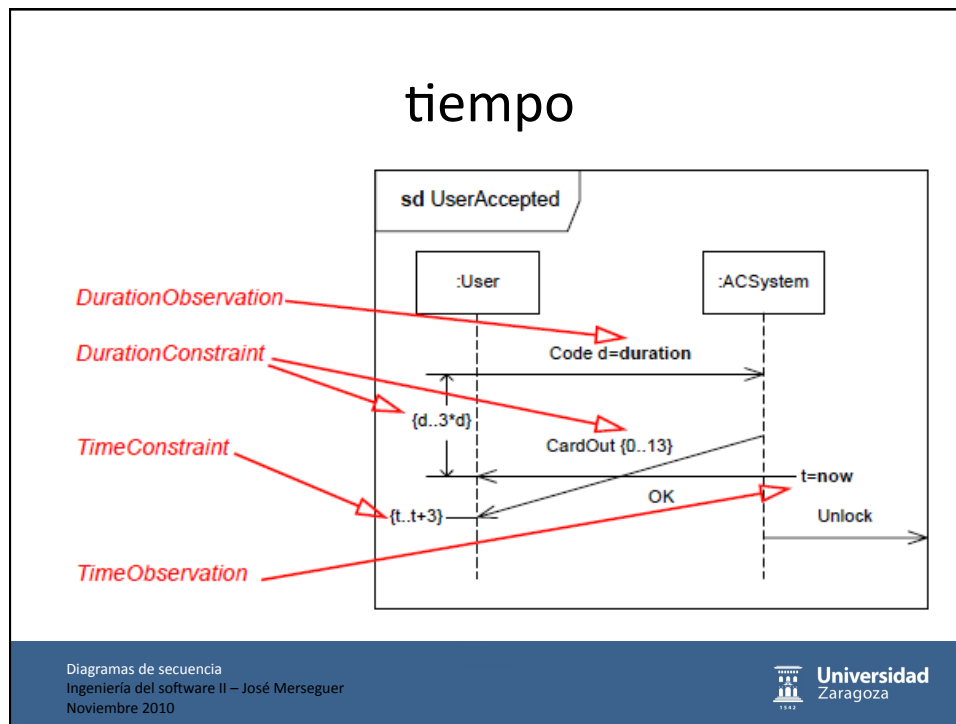 tiempo
sd UserAccepted
:User
:ACSystem
DurationObservation
Code d=duration
DurationConstraint
{d..3*d}
CardOut {0..13}
TimeConstraint
t=now
OK
{t..t+3}
Unlock
TimeObservation
Diagramas de secuencia
Ingeniería del software II – José Merseguer
Noviembre 2010
Universidad
Zaragoza
1542